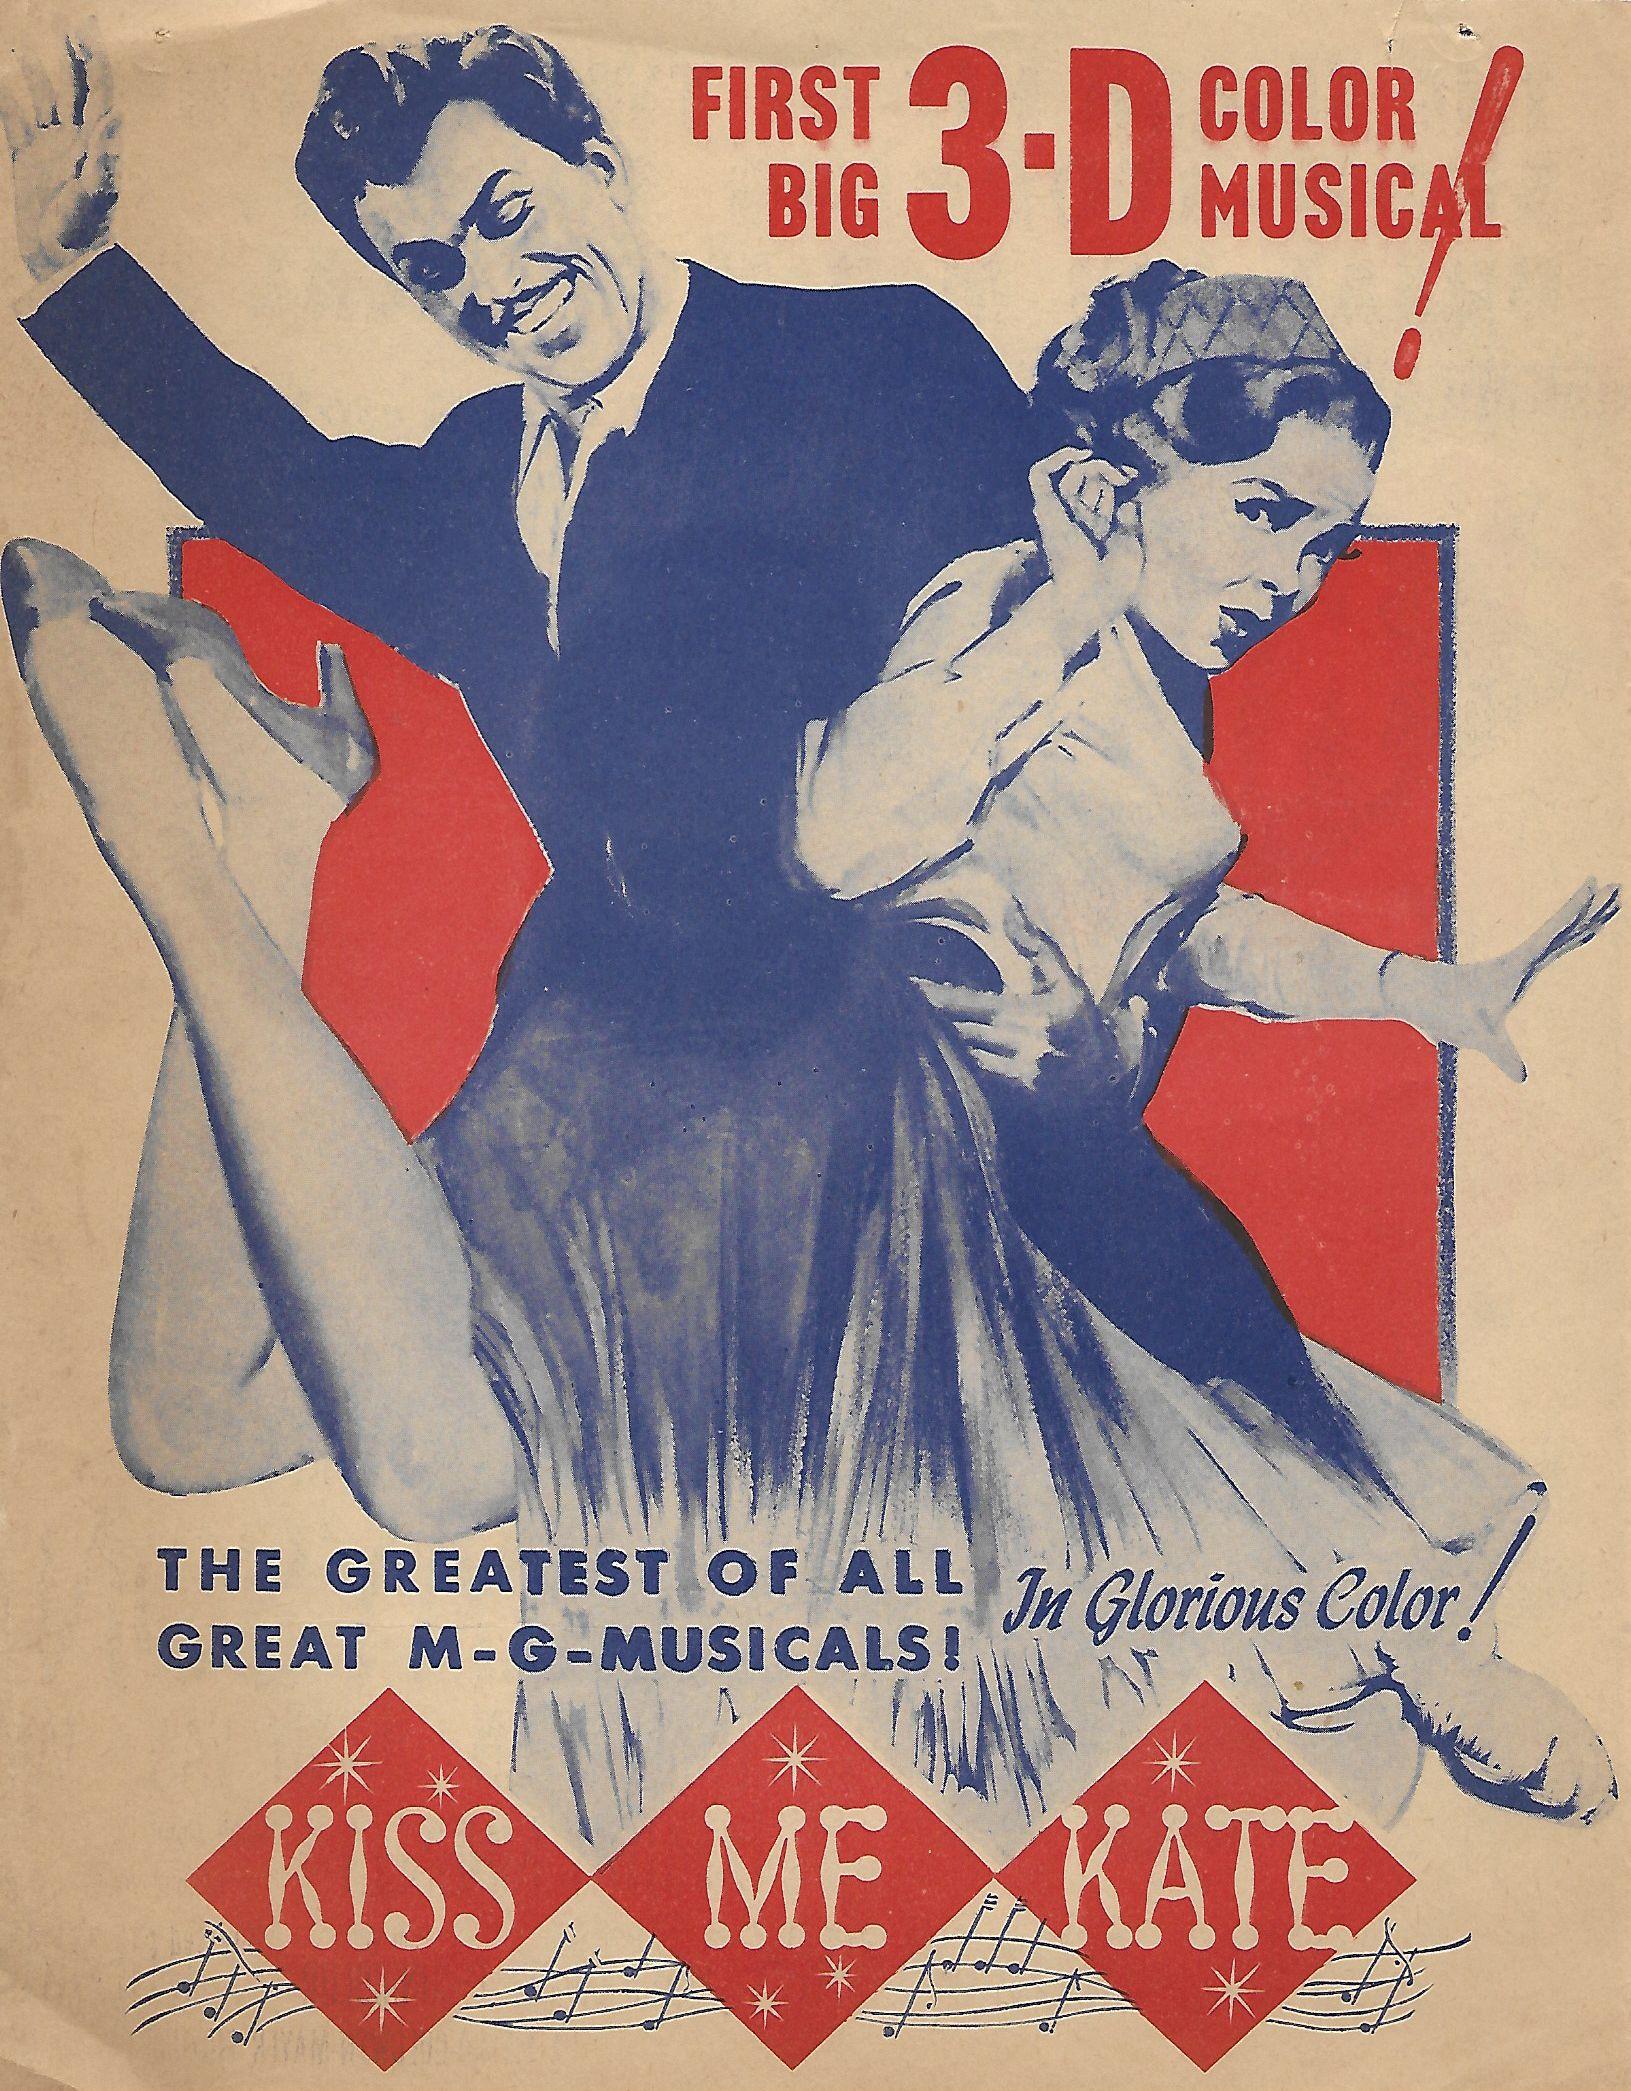 FIRST BIG 3-D COLOR MUSICAL!
THE GREATEST OF ALL
GREAT M-G-MUSICALS!
In Glorious Color!
KISS ME KATE